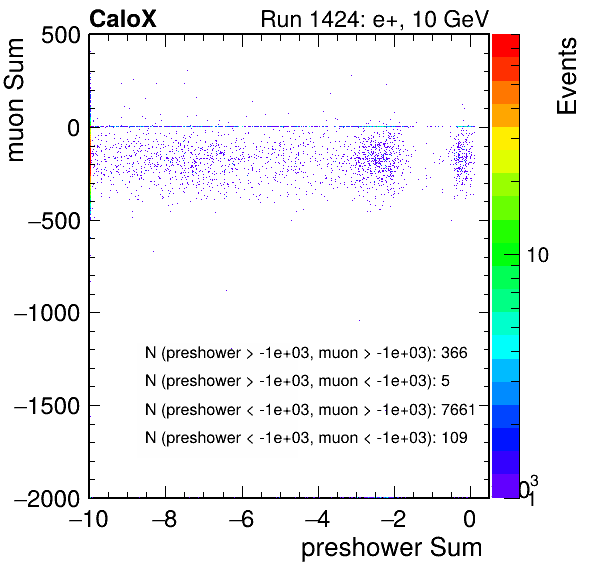 CaloX Run 1424: e+, 10 GeV
muon Sum
500
0
−500
−1000
−1500
−2000
N (preshower > -1e+03, muon > -1e+03): 366
N (preshower > -1e+03, muon < -1e+03): 5
N (preshower < -1e+03, muon > -1e+03): 7661
N (preshower < -1e+03, muon < -1e+03): 109
−10 −8 −6 −4 −2 0
preshower Sum
Events
10
1